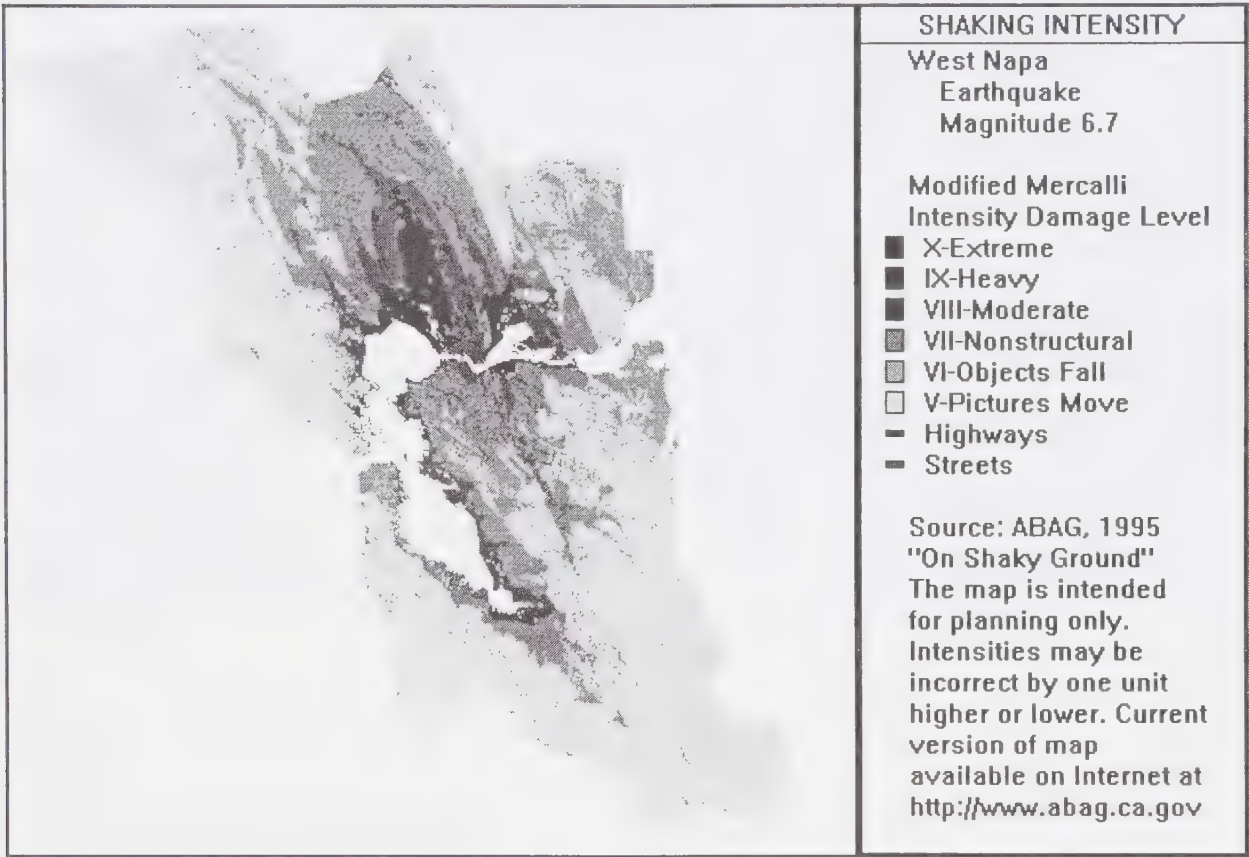 SHAKING INTENSITY
West Napa
Earthquake
Magnitude 6.7
Modified Mercalli
Intensity Damage Level
X-Extreme
IX-Heavy
VIII-Moderate
VII-Nonstructural
VI-Objects Fall
V-Pictures Move
Highways
Streets
Source: ABAG, 1995
"On Shaky Ground"
The map is intended
for planning only.
Intensities may be
incorrect by one unit
higher or lower. Current
version of map
available on Internet at
http://www.abag.ca.gov